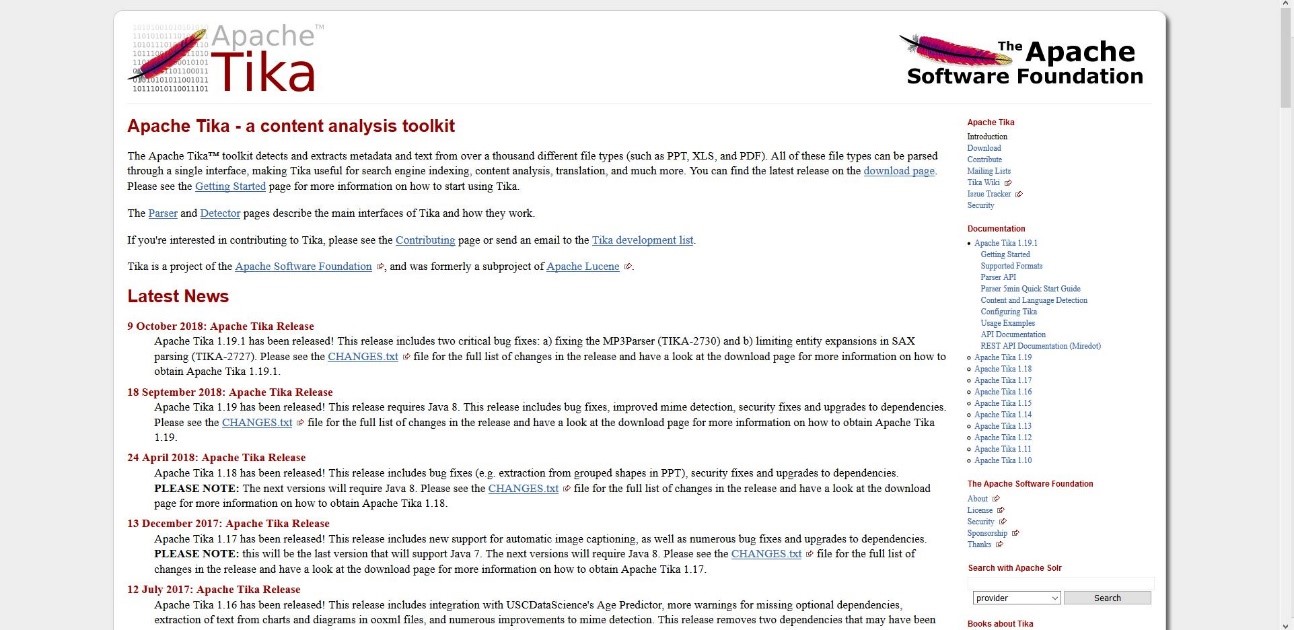 Apache™
Tika
The Apache
Software Foundation
Apache Tika - a content analysis toolkit
The Apache Tika™ toolkit detects and extracts metadata and text from over a thousand different file types (such as PPT, XLS, and PDF). All of these file types can be parsed
through a single interface, making Tika useful for search engine indexing, content analysis, translation, and much more. You can find the latest release on the download page.
Please see the Getting Started page for more information on how to start using Tika.
The Parser and Detector pages describe the main interfaces of Tika and how they work.
If you're interested in contributing to Tika, please see the Contributing page or send an email to the Tika development list.
Tika is a project of the Apache Software Foundation, and was formerly a subproject of Apache Lucene.
Latest News
9 October 2018: Apache Tika Release
Apache Tika 1.19.1 has been released! This release includes two critical bug fixes: a) fixing the MP3Parser (TIKA-2730) and b) limiting entity expansions in SAX
parsing (TIKA-2727). Please see the CHANGES.txt file for the full list of changes in the release and have a look at the download page for more information on how to
obtain Apache Tika 1.19.1.
18 September 2018: Apache Tika Release
Apache Tika 1.19 has been released! This release requires Java 8. This release includes bug fixes, improved mime detection, security fixes and upgrades to dependencies.
Please see the CHANGES.txt file for the full list of changes in the release and have a look at the download page for more information on how to obtain Apache Tika
1.19.
24 April 2018: Apache Tika Release
Apache Tika 1.18 has been released! This release includes bug fixes (e.g. extraction from grouped shapes in PPT), security fixes and upgrades to dependencies.
PLEASE NOTE: The next versions will require Java 8. Please see the CHANGES.txt file for the full list of changes in the release and have a look at the download
page for more information on how to obtain Apache Tika 1.18.
13 December 2017: Apache Tika Release
Apache Tika 1.17 has been released! This release includes new support for automatic image captioning, as well as numerous bug fixes and upgrades to dependencies.
PLEASE NOTE: this will be the last version that will support Java 7. The next versions will require Java 8. Please see the CHANGES.txt file for the full list of
changes in the release and have a look at the download page for more information on how to obtain Apache Tika 1.17.
12 July 2017: Apache Tika Release
Apache Tika 1.16 has been released! This release includes integration with USCDataScience's Age Predictor, more warnings for missing optional dependencies,
extraction of text from charts and diagrams in ooxml files, and numerous improvements to mime detection. This release removes two dependencies that may have been
Apache Tika
Introduction
Download
Contribute
Mailing Lists
Tika Wiki
Issue Tracker
Security
Documentation
Apache Tika 1.19.1
Getting Started
Supported Formats
Parser API
Parser 5min Quick Start Guide
Content and Language Detection
Configuring Tika
Usage Examples
API Documentation
REST API Documentation (Miredot)
Apache Tika 1.19
Apache Tika 1.18
Apache Tika 1.17
Apache Tika 1.16
Apache Tika 1.15
Apache Tika 1.14
Apache Tika 1.13
Apache Tika 1.12
Apache Tika 1.11
Apache Tika 1.10
The Apache Software Foundation
About
License
Security
Sponsorship
Thanks
Search with Apache Solr
provider
Search
Books about Tika